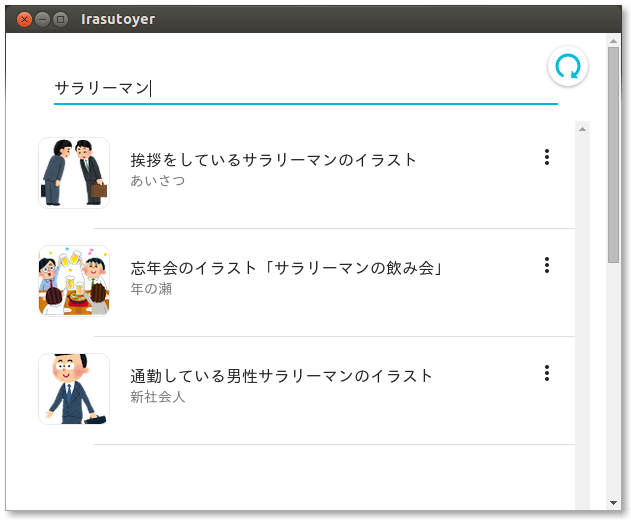 Irasutoyer
サラリーマン
挨拶をしているサラリーマンのイラスト
あいさつ
忘年会のイラスト「サラリーマンの飲み会」
年の瀬
通勤している男性サラリーマンのイラスト
新社会人